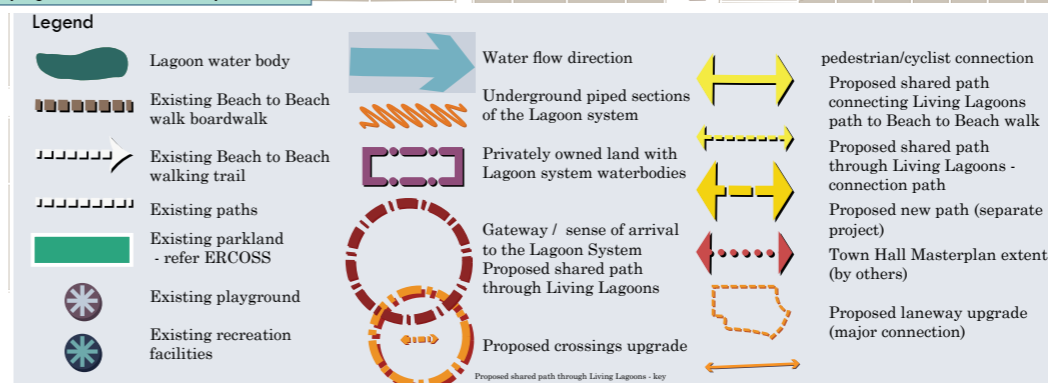 Legend
Lagoon water body
Existing Beach to Beach
walk boardwalk
Existing Beach to Beach
walking trail
Existing paths
Existing parkland
- refer ERCOSS
Existing playground
Existing recreation
facilities
Water flow direction
Underground piped sections
of the Lagoon system
Privately owned land with
Lagoon system waterbodies
Gateway / sense of arrival
to the Lagoon System
Proposed shared path
through Living Lagoons
Proposed crossings upgrade
Proposed shared path through Living Lagoons - key
pedestrian/cyclist connection
Proposed shared path
connecting Living Lagoons
path to Beach to Beach walk
Proposed shared path
through Living Lagoons -
connection path
Proposed new path (separate
project)
Town Hall Masterplan extent
(by others)
Proposed laneway upgrade
(major connection)